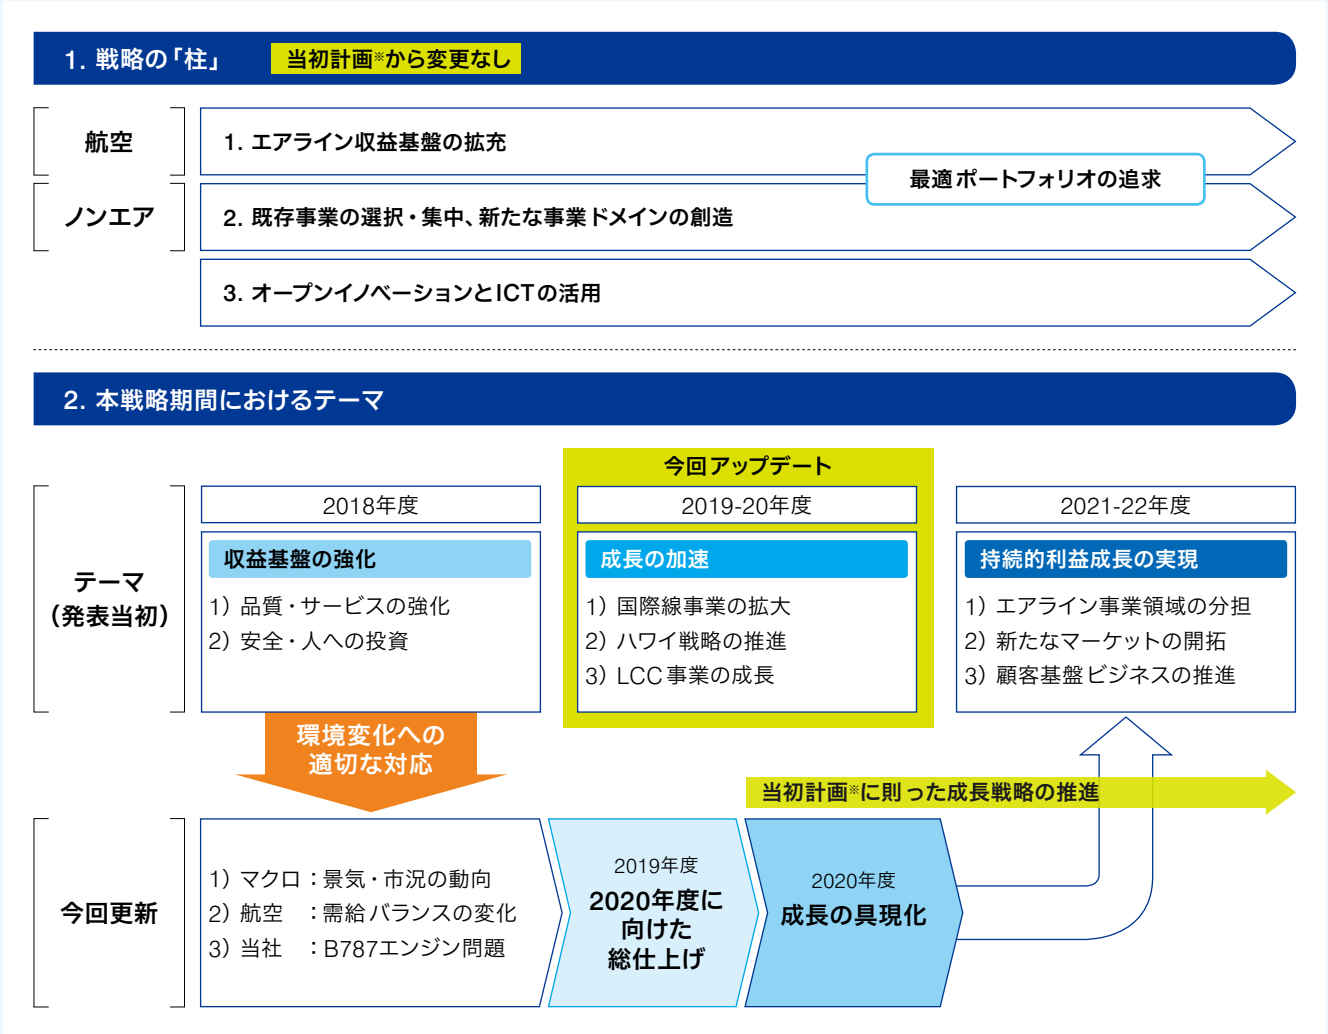 1. 戦略の「柱」 当初計画※から変更なし
航空
1. エアライン収益基盤の拡充
最適ポートフォリオの追求
ノンエア
2. 既存事業の選択・集中、新たな事業ドメインの創造
3. オープンイノベーションとICTの活用
2. 本戦略期間におけるテーマ
今回アップデート
テーマ
（発表当初）
2018年度
収益基盤の強化
1）品質・サービスの強化
2）安全・人への投資
2019-20年度
成長の加速
1）国際線事業の拡大
2）ハワイ戦略の推進
3）LCC事業の成長
2021-22年度
持続的利益成長の実現
1）エアライン事業領域の分担
2）新たなマーケットの開拓
3）顧客基盤ビジネスの推進
環境変化への
適切な対応
当初計画※に則った成長戦略の推進
今回更新
1）マクロ：景気・市況の動向
2）航空　：需給バランスの変化
3）当社　：B787エンジン問題
2019年度
2020年度に
向けた
総仕上げ
2020年度
成長の具現化